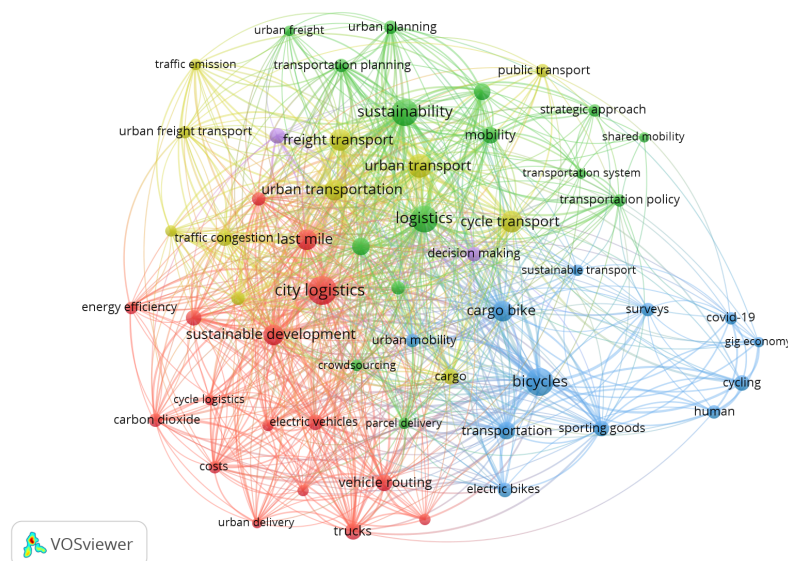 urban freight
urban planning
traffic emission
transportation planning
public transport
sustainability
strategic approach
urban freight transport
freight transport
mobility
shared mobility
urban transport
transportation system
urban transportation
transportation policy
logistics
cycle transport
traffic congestion
last mile
decision making
sustainable transport
city logistics
energy efficiency
cargo bike
surveys
covid-19
sustainable development
urban mobility
gig economy
crowdsourcing
cargo
bicycles
cycling
cycle logistics
human
carbon dioxide
electric vehicles
parcel delivery
transportation
sporting goods
costs
vehicle routing
electric bikes
urban delivery
trucks
VOSviewer